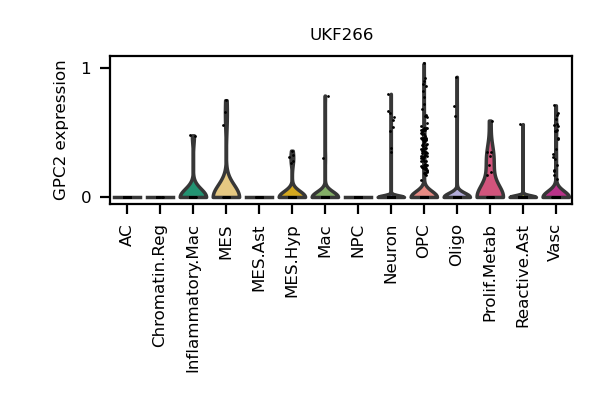 UKF266
GPC2 expression
1
0
AC
Chromatin.Reg
Inflammatory.Mac
MES
MES.Ast
MES.Hyp
Mac
NPC
Neuron
OPC
Oligo
Prolif.Metab
Reactive.Ast
Vasc